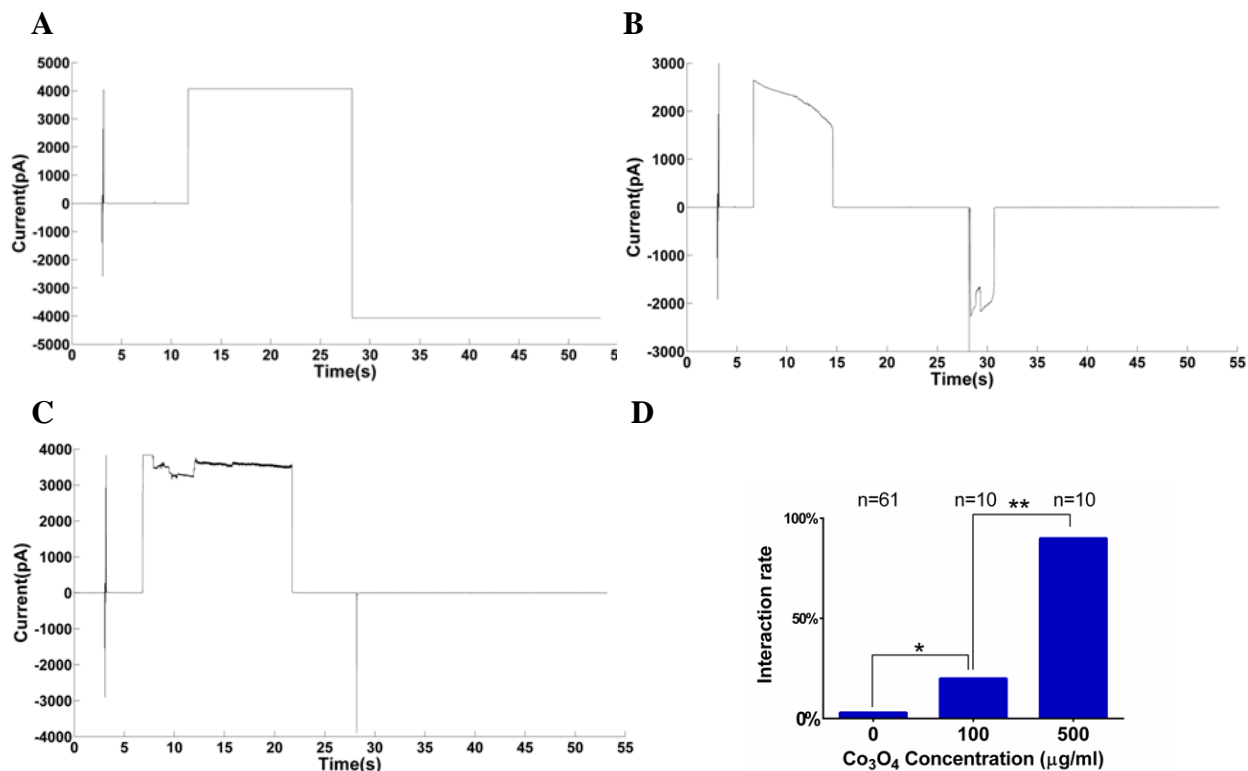 A
Current(pA)
5000
4000
3000
2000
1000
0
-1000
-2000
-3000
-4000
-5000
0 5 10 15 20 25 30 35 40 45 50 5
Time(s)
B
Current(pA)
3000
2000
1000
0
-1000
-2000
-3000
0 5 10 15 20 25 30 35 40 45 50 55
Time(s)
C
Current(pA)
4000
3000
2000
1000
0
-1000
-2000
-3000
-4000
0 5 10 15 20 25 30 35 40 45 50 55
Time(s)
D
n=61 n=10 n=10
**
*
Interaction rate
100%
50%
0%
0 100 500
Co₃O₄ Concentration (μg/ml)